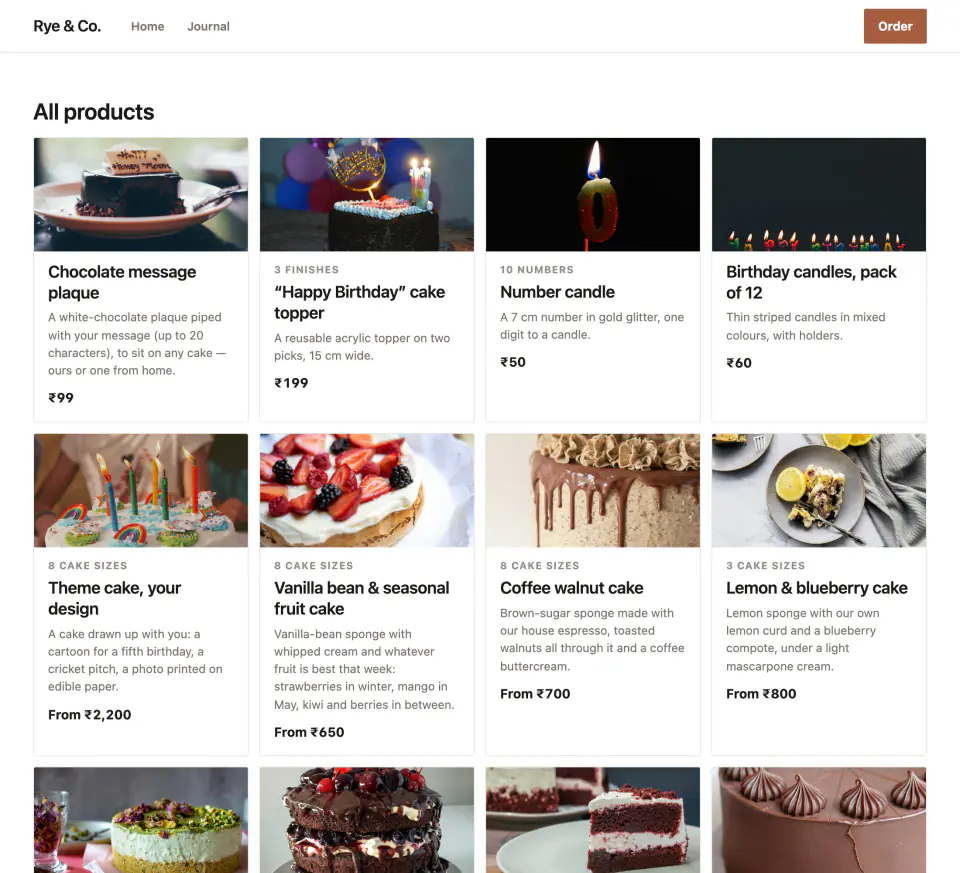 Rye & Co.
Home
Journal
Order
All products
Chocolate message
plaque
A white-chocolate plaque piped
with your message (up to 20
characters), to sit on any cake —
ours or one from home.
₹99
3 FINISHES
“Happy Birthday” cake
topper
A reusable acrylic topper on two
picks, 15 cm wide.
₹199
10 NUMBERS
Number candle
A 7 cm number in gold glitter, one
digit to a candle.
₹50
Birthday candles, pack
of 12
Thin striped candles in mixed
colours, with holders.
₹60
8 CAKE SIZES
Theme cake, your
design
A cake drawn up with you: a
cartoon for a fifth birthday, a
cricket pitch, a photo printed on
edible paper.
From ₹2,200
8 CAKE SIZES
Vanilla bean & seasonal
fruit cake
Vanilla-bean sponge with
whipped cream and whatever
fruit is best that week:
strawberries in winter, mango in
May, kiwi and berries in between.
From ₹650
8 CAKE SIZES
Coffee walnut cake
Brown-sugar sponge made with
our house espresso, toasted
walnuts all through it and a coffee
buttercream.
From ₹700
3 CAKE SIZES
Lemon & blueberry cake
Lemon sponge with our own
lemon curd and a blueberry
compote, under a light
mascarpone cream.
From ₹800